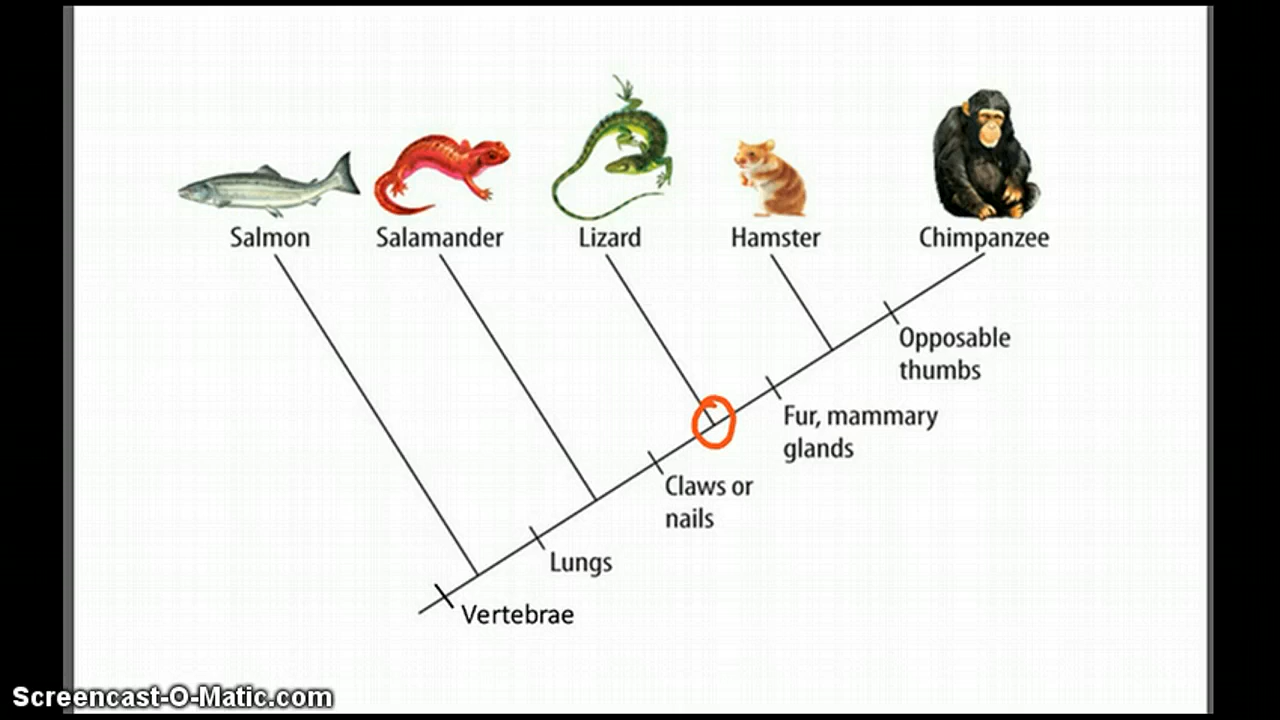 Salmon
Salamander
Lizard
Hamster
Chimpanzee
Opposable
thumbs
Fur, mammary
glands
Claws or
nails
Lungs
Vertebrae
Screencast-O-Matic.com